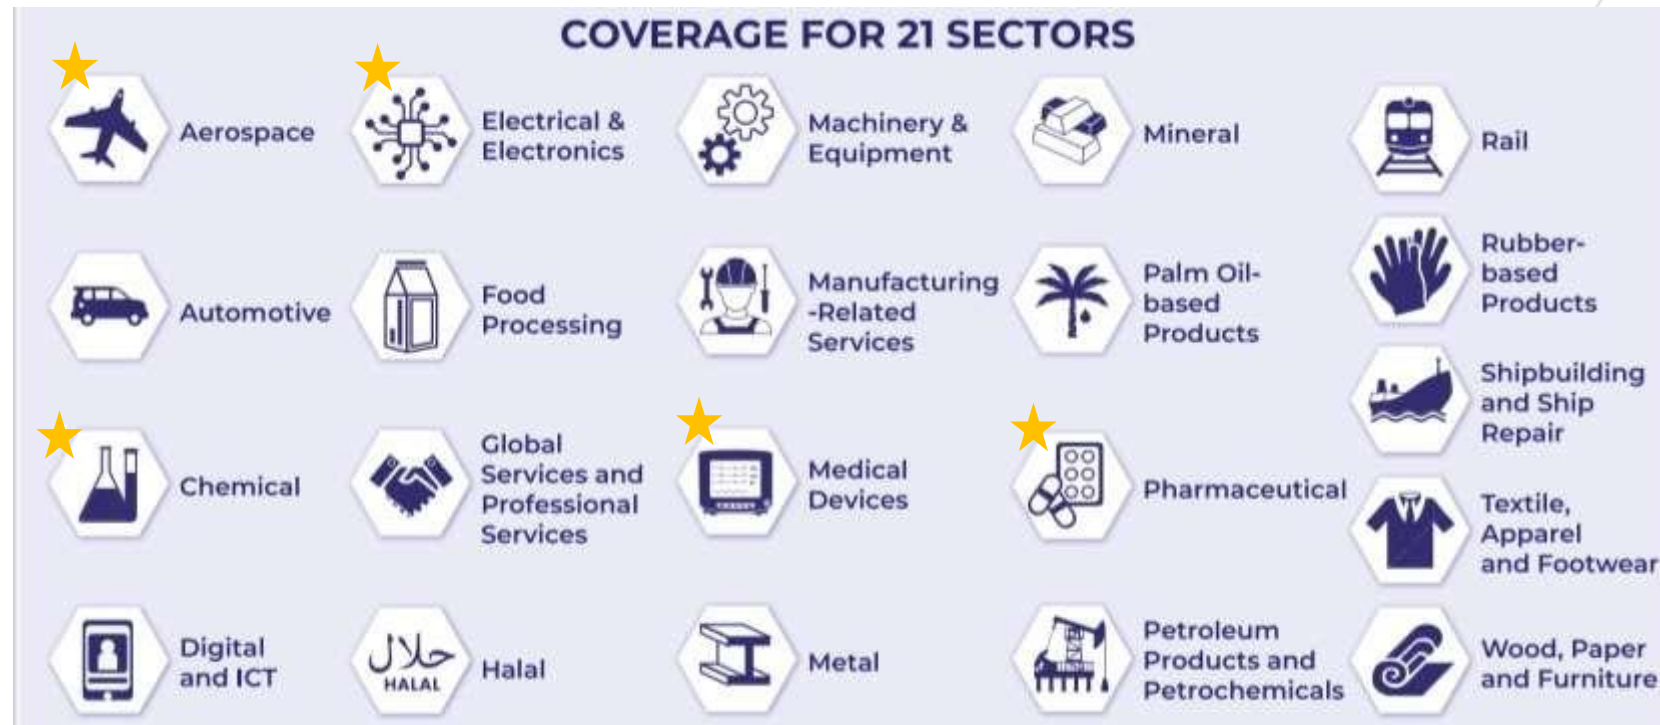 COVERAGE FOR 21 SECTORS
Aerospace
Electrical &
Electronics
Machinery &
Equipment
Mineral
Rail
Automotive
Food
Processing
Manufacturing
-Related
Services
Palm Oil-
based
Products
Rubber-
based
Products
Shipbuilding
and Ship
Repair
Chemical
Global
Services and
Professional
Services
Medical
Devices
Pharmaceutical
Textile,
Apparel
and Footwear
Digital
and ICT
حلال
HALAL
Halal
Metal
Petroleum
Products and
Petrochemicals
Wood, Paper
and Furniture